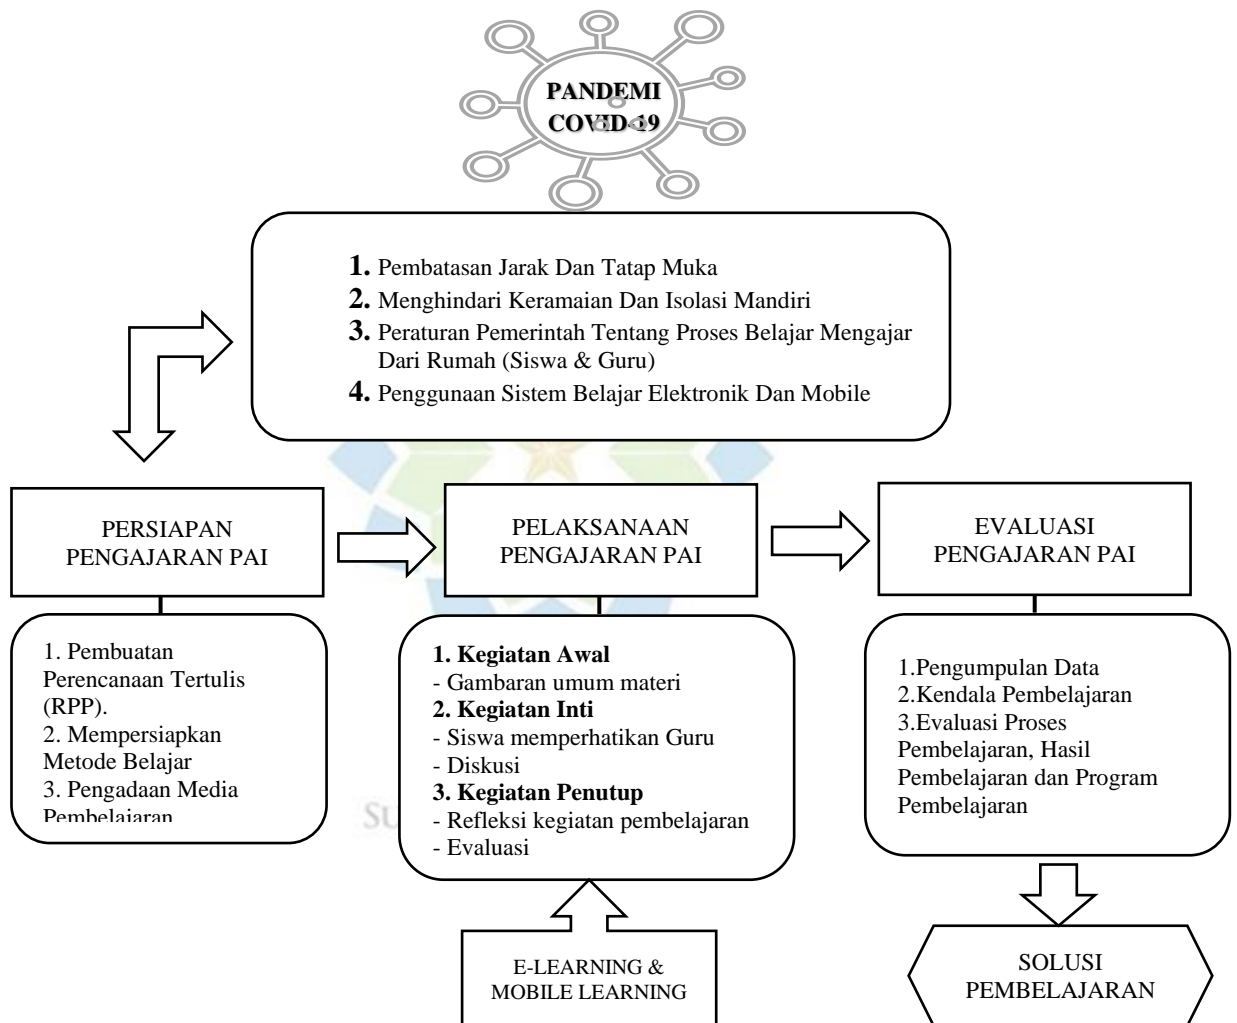 PANDEMI
COVID-19
1. Pembatasan Jarak Dan Tatap Muka
2. Menghindari Keramaian Dan Isolasi Mandiri
3. Peraturan Pemerintah Tentang Proses Belajar Mengajar
Dari Rumah (Siswa & Guru)
4. Penggunaan Sistem Belajar Elektronik Dan Mobile
PERSIAPAN
PENGAJARAN PAI
PELAKSANAAN
PENGAJARAN PAI
EVALUASI
PENGAJARAN PAI
1. Pembuatan
Perencanaan Tertulis
(RPP).
2. Mempersiapkan
Metode Belajar
3. Pengadaan Media
Pembelajaran
1. Kegiatan Awal
- Gambaran umum materi
2. Kegiatan Inti
- Siswa memperhatikan Guru
- Diskusi
3. Kegiatan Penutup
- Refleksi kegiatan pembelajaran
- Evaluasi
1.Pengumpulan Data
2.Kendala Pembelajaran
3.Evaluasi Proses
Pembelajaran, Hasil
Pembelajaran dan Program
Pembelajaran
E-LEARNING &
MOBILE LEARNING
SOLUSI
PEMBELAJARAN